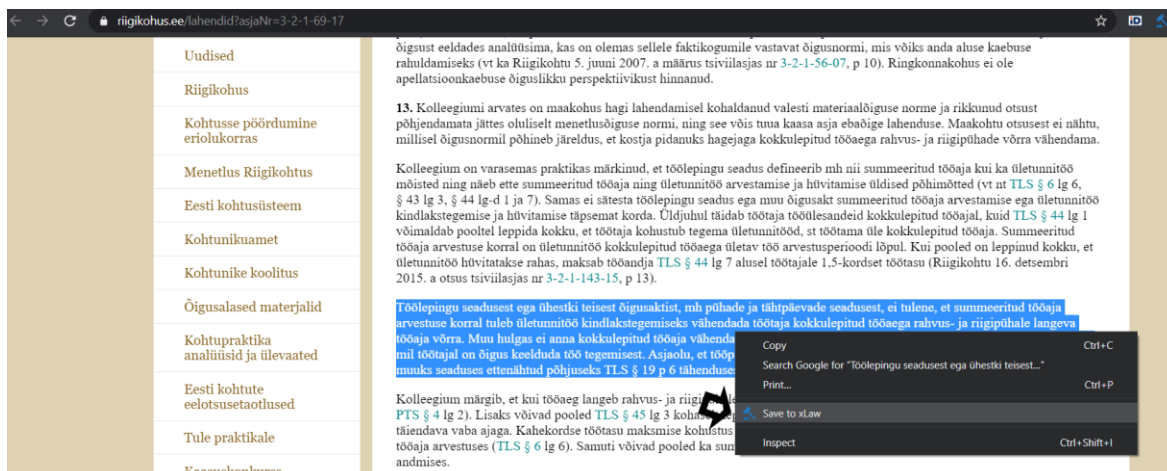 riigikohus.ee/lahendid?asjaNr=3-2-1-69-17
Uudised
Riigikohus
Kohtusse pöördumine
eriolukorras
Menetlus Riigikohtus
Eesti kohtusüsteem
Kohtunikuamet
Kohtunike koolitus
Õigusalased materjalid
Kohtupraktika
analüüsid ja ülevaated
Eesti kohtute
eelotsusetaotlused
Tule praktikale
õigsust eeldades analüüsima, kas on olemas sellele faktikogumile vastavat õigusnormi, mis võiks anda aluse kaebuse
rahuldamiseks (vt ka Riigikohtu 5. juuni 2007. a määrus tsiviilasjas nr 3-2-1-56-07, p 10). Ringkonnakohus ei ole
apellatsioonkaebuse õiguslikku perspektiivikust hinnanud.
13. Kolleegiumi arvates on maakohus hagi lahendamisel kohaldanud valesti materiaalõiguse norme ja rikkunud otsust
põhjendamata jättes oluliselt menetlusõiguse normi, ning see võis tuua kaasa asja ebaõige lahenduse. Maakohtu otsusest ei nähtu,
millisel õigusnormil põhineb järeldus, et kostja pidanuks hagejaga kokkulepitud tööaega rahvus- ja riigipühade võrra vähendama.
Kolleegium on varasemas praktikas märkinud, et töölepingu seadus defineerib mh nii summeeritud tööaja kui ka ületunnitöö
mõisted ning näeb ette summeeritud tööaja ning ületunnitöö arvestamise ja hüvitamise üldised põhimõtted (vt nt TLS § 6 lg 6,
§ 43 lg 3, § 44 lg-d 1 ja 7). Samas ei sätesta töölepingu seadus ega muu õigusakt summeeritud tööaja arvestamise ega ületunnitöö
kindlakstegemise ja hüvitamise täpsemat korda. Üldjuhul täidab töötaja tööülesandeid kokkulepitud tööajal, kuid TLS § 44 lg 1
võimaldab pooltel leppida kokku, et töötaja kohustub tegema ületunnitööd, st töötama üle kokkulepitud tööaja. Summeeritud
tööaja arvestuse korral on ületunnitöö kokkulepitud tööaega ületav töö arvestusperioodi lõpul. Kui pooled on leppinud kokku, et
ületunnitöö hüvitatakse rahas, maksab tööandja TLS § 44 lg 7 alusel töötajale 1,5-kordset töötasu (Riigikohtu 16. detsembri
2015. a otsus tsiviilasjas nr 3-2-1-143-15, p 13).
Töölepingu seadusest ega ühestki teisest õigusaktist, mh pühade ja tähtpäevade seadusest, ei tulene, et summeeritud tööaja
arvestuse korral tuleb ületunnitöö kindlakstegemiseks vähendada töötaja kokkulepitud tööaega rahvus- ja riigipühale langeva
tööaja võrra. Muu hulgas ei anna kokkulepitud tööaja vähenda
mil töötajal on õigus keelduda töö tegemisest. Asjaolu, et tööp
muuks seaduses ettenähtud põhjuseks TLS § 19 p 6 tähenduse
Kolleegium märgib, et kui tööaeg langeb rahvus- ja riigi
PTS § 4 lg 2). Lisaks võivad pooled TLS § 45 lg 3 kohase
täiendava vaba ajaga. Kahekordse töötasu maksmise kohustus
tööaja arvestuses (TLS § 6 lg 6). Samuti võivad pooled ka sum
andmises.
Copy Ctrl+C
Search Google for "Töölepingu seadusest ega ühestki teisest..."
Print... Ctrl+P
Save to xLaw
Inspect Ctrl+Shift+I